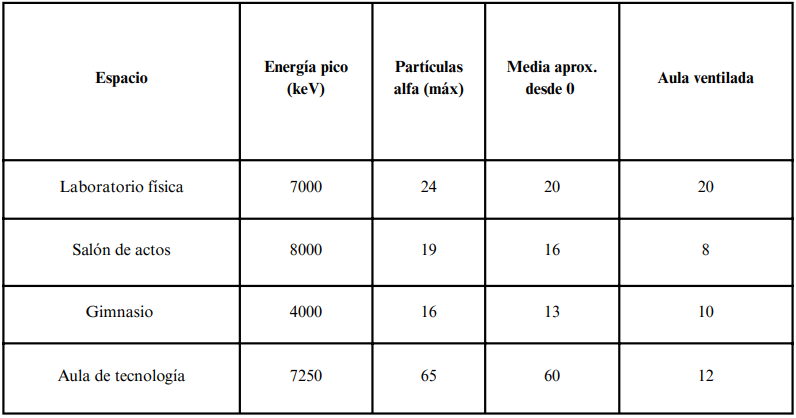 Espacio Energía pico Partículas Media aprox. Aula ventilada
(keV) alfa (máx) desde 0
Laboratorio física 7000 24 20 20
Salón de actos 8000 19 16 8
Gimnasio 4000 16 13 10
Aula de tecnología 7250 65 60 12